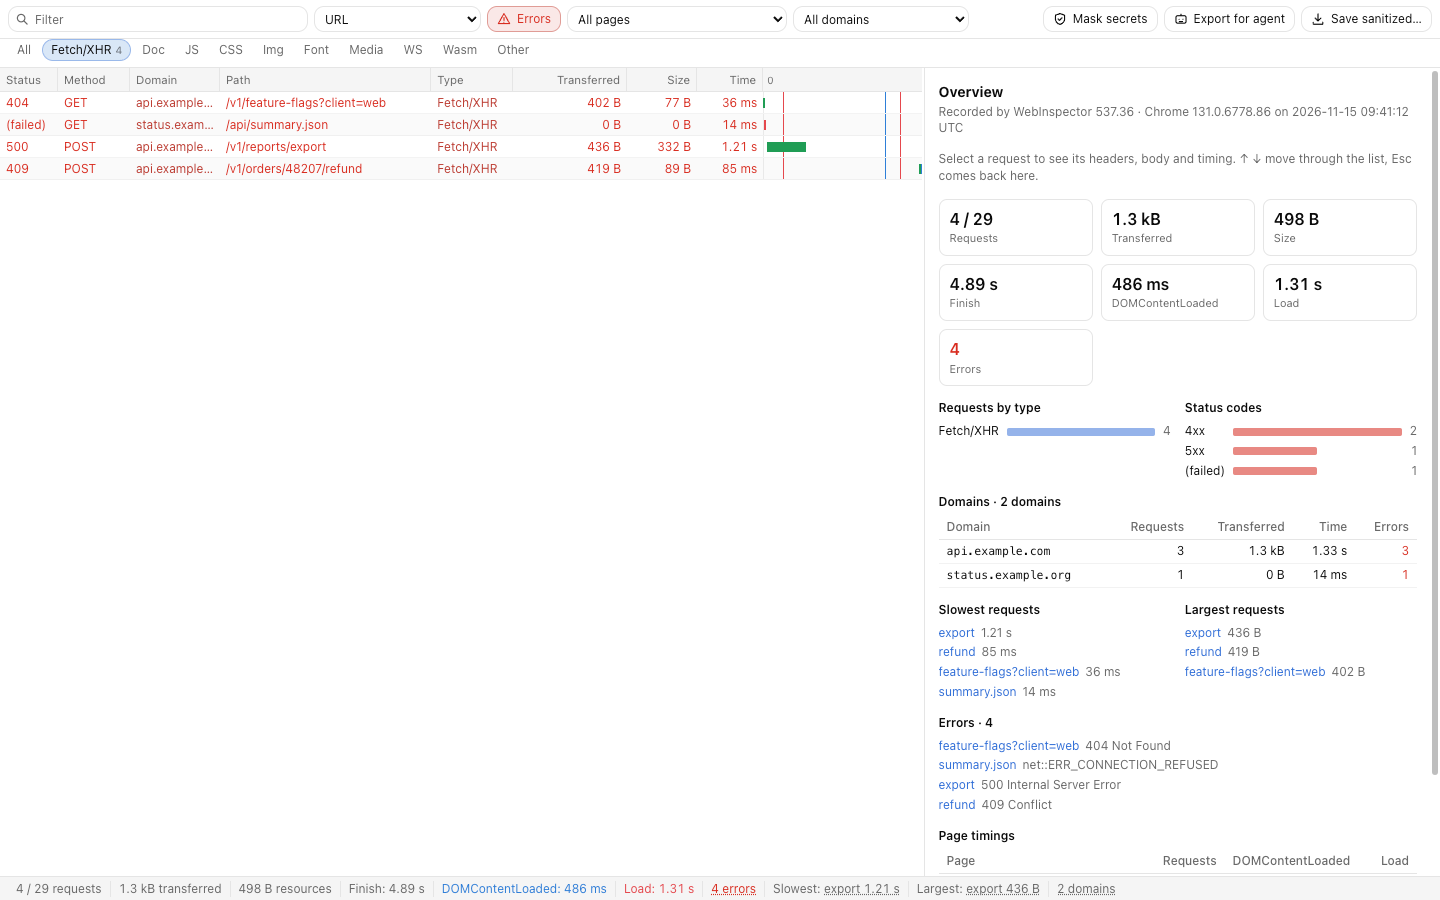 Filter
URL
Errors
All pages
All domains
Mask secrets
Export for agent
Save sanitized...
All
Fetch/XHR 4
Doc
JS
CSS
Img
Font
Media
WS
Wasm
Other
Status Method Domain Path Type Transferred Size Time 0
404 GET api.example... /v1/feature-flags?client=web Fetch/XHR 402 B 77 B 36 ms
(failed) GET status.exam... /api/summary.json Fetch/XHR 0 B 0 B 14 ms
500 POST api.example... /v1/reports/export Fetch/XHR 436 B 332 B 1.21 s
409 POST api.example... /v1/orders/48207/refund Fetch/XHR 419 B 89 B 85 ms
Overview
Recorded by WebInspector 537.36 · Chrome 131.0.6778.86 on 2026-11-15 09:41:12
UTC
Select a request to see its headers, body and timing. ↑ ↓ move through the list, Esc
comes back here.
4 / 29
Requests
1.3 kB
Transferred
498 B
Size
4.89 s
Finish
486 ms
DOMContentLoaded
1.31 s
Load
4
Errors
Requests by type
Fetch/XHR 4
Status codes
4xx 2
5xx 1
(failed) 1
Domains · 2 domains
Domain Requests Transferred Time Errors
api.example.com 3 1.3 kB 1.33 s 3
status.example.org 1 0 B 14 ms 1
Slowest requests
export 1.21 s
refund 85 ms
feature-flags?client=web 36 ms
summary.json 14 ms
Largest requests
export 436 B
refund 419 B
feature-flags?client=web 402 B
Errors · 4
feature-flags?client=web 404 Not Found
summary.json net::ERR_CONNECTION_REFUSED
export 500 Internal Server Error
refund 409 Conflict
Page timings
Page Requests DOMContentLoaded Load
4 / 29 requests 1.3 kB transferred 498 B resources Finish: 4.89 s DOMContentLoaded: 486 ms Load: 1.31 s 4 errors Slowest: export 1.21 s Largest: export 436 B 2 domains